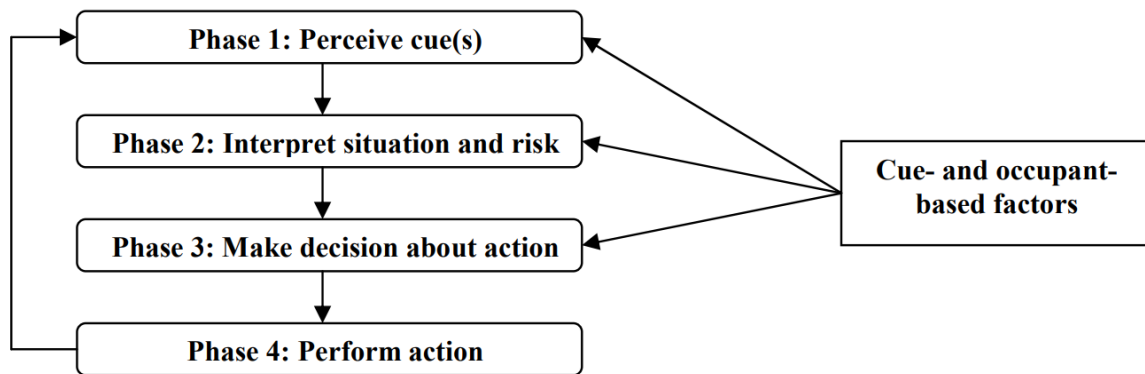 Phase 1: Perceive cue(s)
Phase 2: Interpret situation and risk
Cue- and occupant-
based factors
Phase 3: Make decision about action
Phase 4: Perform action